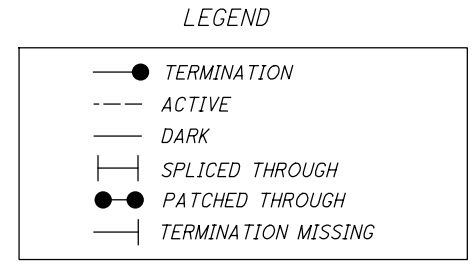 LEGEND
TERMINATION
ACTIVE
DARK
SPLICED THROUGH
PATCHED THROUGH
TERMINATION MISSING